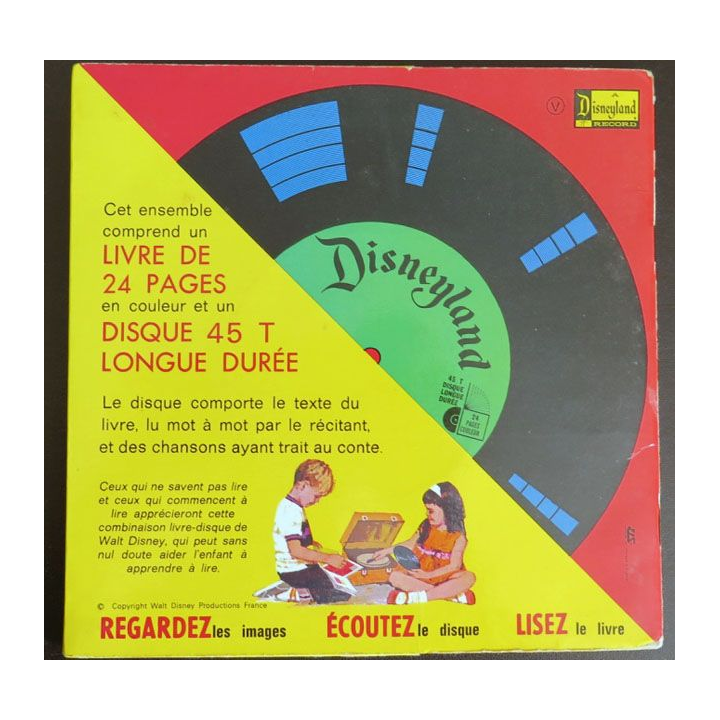 Cet ensemble
comprend un
LIVRE DE
24 PAGES
en couleur et un
DISQUE 45 T
LONGUE DURÉE
Le disque comporte le texte du
livre, lu mot à mot par le récitant,
et des chansons ayant trait au conte.
Ceux qui ne savent pas lire
et ceux qui commencent à
lire apprécieront cette
combinaison livre-disque de
Walt Disney, qui peut sans
nul doute aider l'enfant à
apprendre à lire.
© Copyright Walt Disney Productions France
REGARDEZ les images ÉCOUTEZ le disque LISEZ le livre
V
Disneyland
RECORD
Disneyland
45 T
DISQUE
LONGUE
DURÉE
24
PAGES
COULEUR